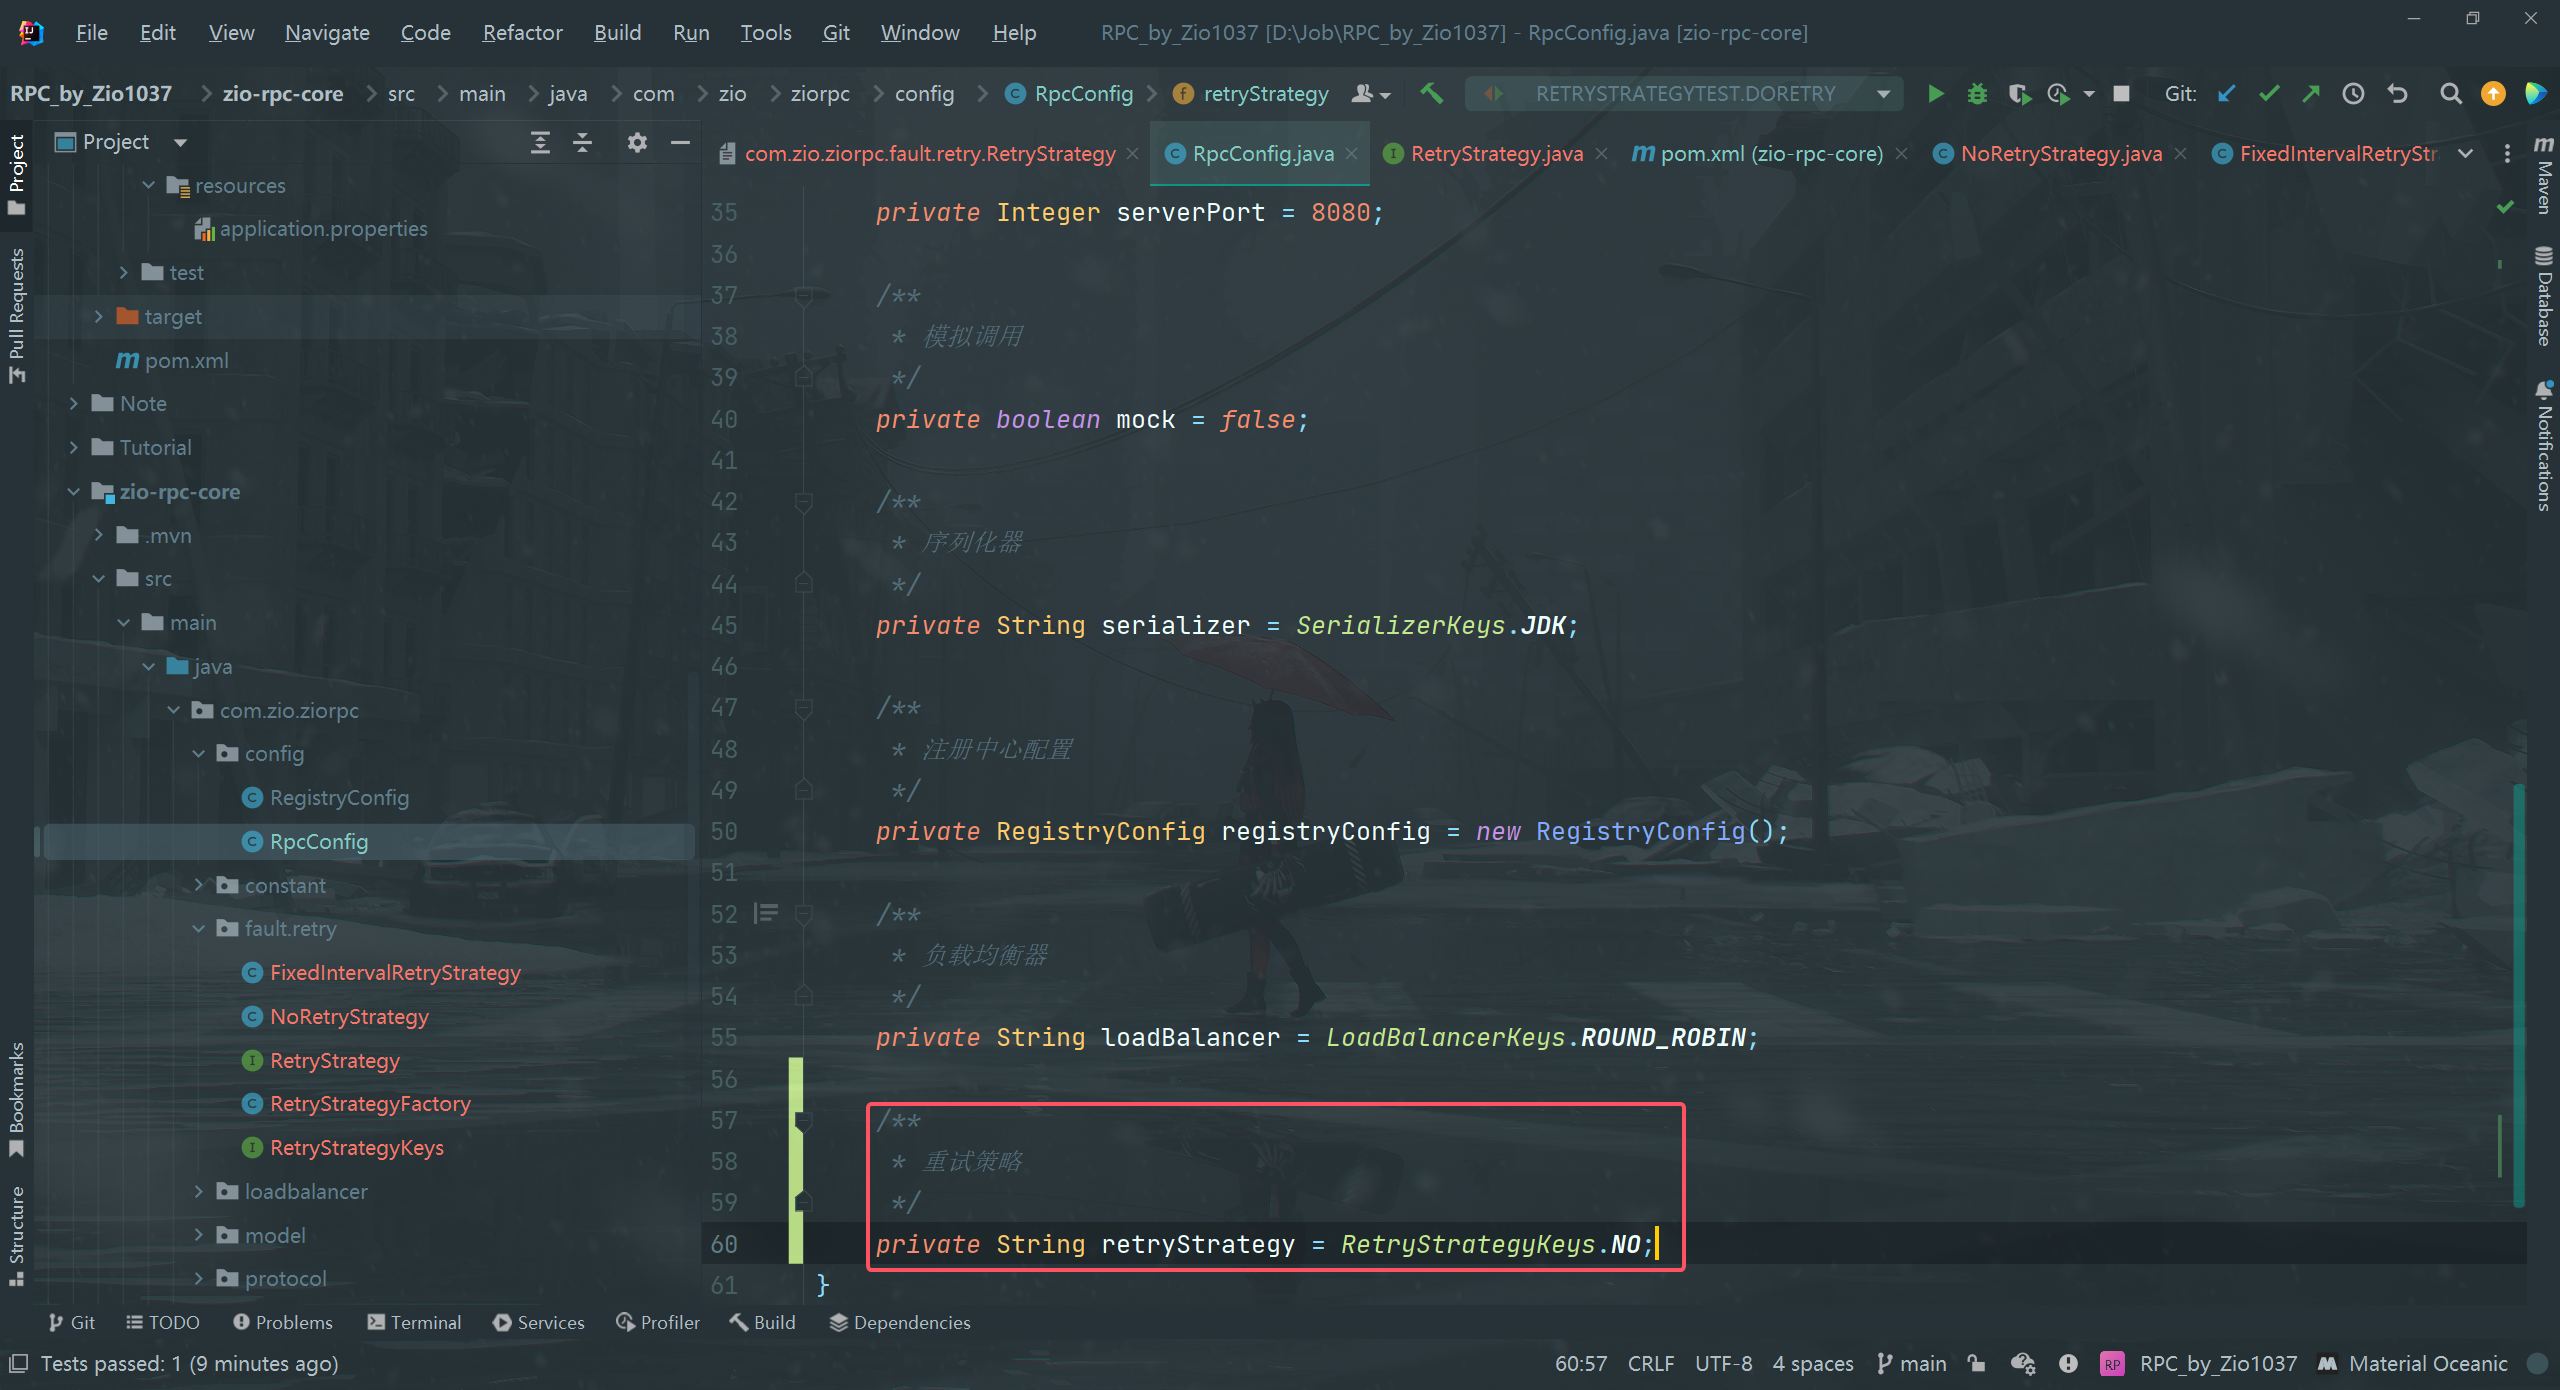 File Edit View Navigate Code Refactor Build Run Tools Git Window Help RPC_by_Zio1037 [D:\Job\RPC_by_Zio1037] - RpcConfig.java [zio-rpc-core]
RPC_by_Zio1037 zio-rpc-core src main java com zio ziorpc config RpcConfig retryStrategy RETRYSTRATEGYTEST.DORETRY Git:
Project
com.zio.ziorpc.fault.retry.RetryStrategy RpcConfig.java RetryStrategy.java pom.xml (zio-rpc-core) NoRetryStrategy.java FixedIntervalRetryStr
Project
Pull Requests
Bookmarks
Structure
resources
application.properties
test
target
pom.xml
Note
Tutorial
zio-rpc-core
.mvn
src
main
java
com.zio.ziorpc
config
RegistryConfig
RpcConfig
constant
fault.retry
FixedIntervalRetryStrategy
NoRetryStrategy
RetryStrategy
RetryStrategyFactory
RetryStrategyKeys
loadbalancer
model
protocol
35 private Integer serverPort = 8080;
36
37 /**
38 * 模拟调用
39 */
40 private boolean mock = false;
41
42 /**
43 * 序列化器
44 */
45 private String serializer = SerializerKeys.JDK;
46
47 /**
48 * 注册中心配置
49 */
50 private RegistryConfig registryConfig = new RegistryConfig();
51
52 /**
53 * 负载均衡器
54 */
55 private String loadBalancer = LoadBalancerKeys.ROUND_ROBIN;
56
57 /**
58 * 重试策略
59 */
60 private String retryStrategy = RetryStrategyKeys.NO;
61 }
Maven
Database
Notifications
Git TODO Problems Terminal Services Profiler Build Dependencies
Tests passed: 1 (9 minutes ago) 60:57 CRLF UTF-8 4 spaces main RP RPC_by_Zio1037 Material Oceanic